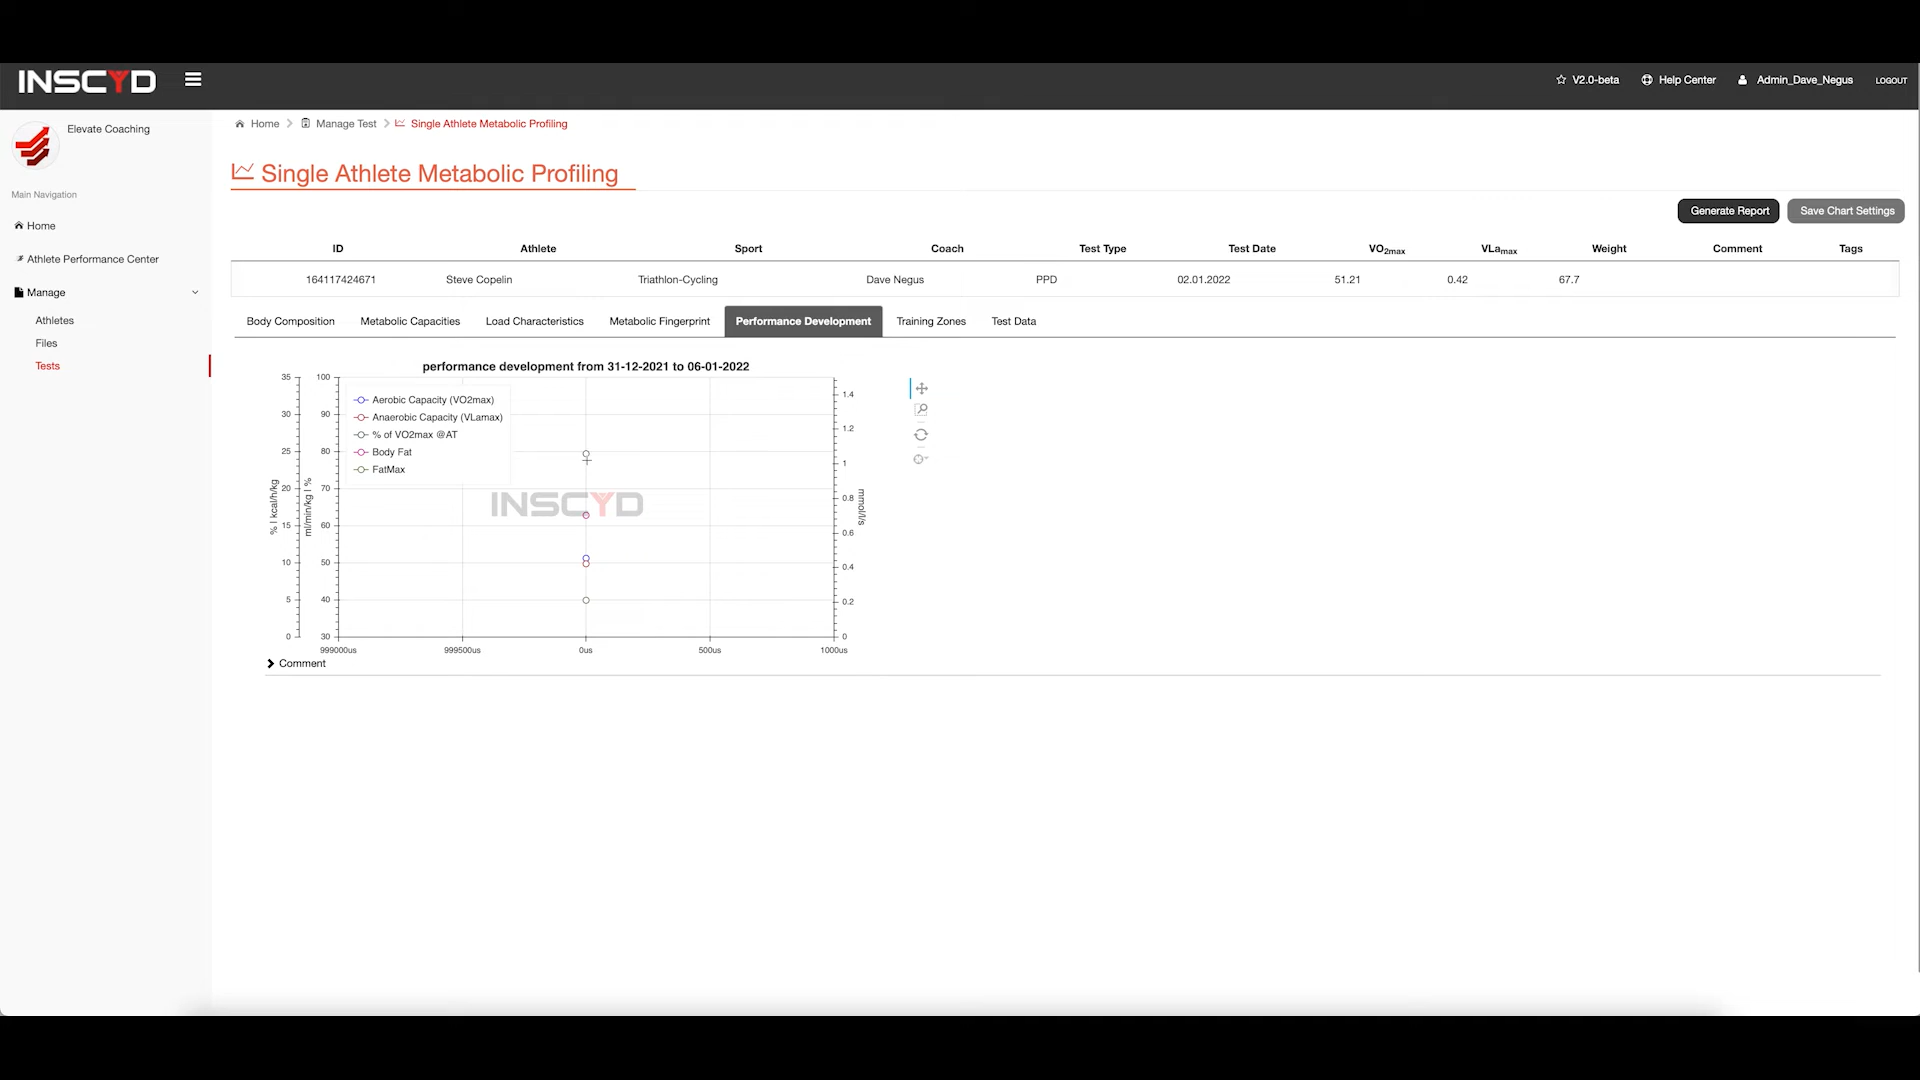 INSCYD
V2.0-beta Help Center Admin_Dave_Negus LOGOUT
Elevate Coaching
Main Navigation
Home
Athlete Performance Center
Manage
Athletes
Files
Tests
Home Manage Test Single Athlete Metabolic Profiling
Single Athlete Metabolic Profiling
Generate Report Save Chart Settings
ID Athlete Sport Coach Test Type Test Date VO2max VLamax Weight Comment Tags
164117424671 Steve Copelin Triathlon-Cycling Dave Negus PPD 02.01.2022 51.21 0.42 67.7
Body Composition Metabolic Capacities Load Characteristics Metabolic Fingerprint Performance Development Training Zones Test Data
performance development from 31-12-2021 to 06-01-2022
Aerobic Capacity (VO2max)
Anaerobic Capacity (VLamax)
% of VO2max @AT
Body Fat
FatMax
INSCYD
35
30
25
20
15
10
5
0
% | kcal/h/kg
100
90
80
70
60
50
40
30
ml/min/kg | %
1.4
1.2
1
0.8
0.6
0.4
0.2
0
mmol/l/s
999000us 999500us 0us 500us 1000us
Comment